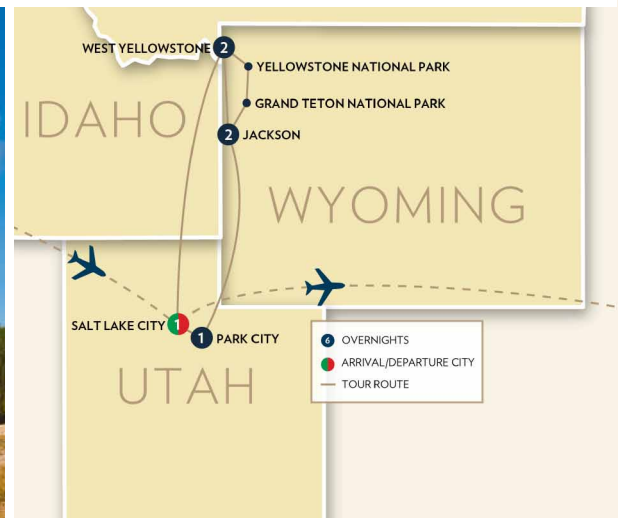 WEST YELLOWSTONE 2
YELLOWSTONE NATIONAL PARK
GRAND TETON NATIONAL PARK
IDAHO
2 JACKSON
WYOMING
SALT LAKE CITY 1
1 PARK CITY
UTAH
6 OVERNIGHTS
ARRIVAL/DEPARTURE CITY
TOUR ROUTE